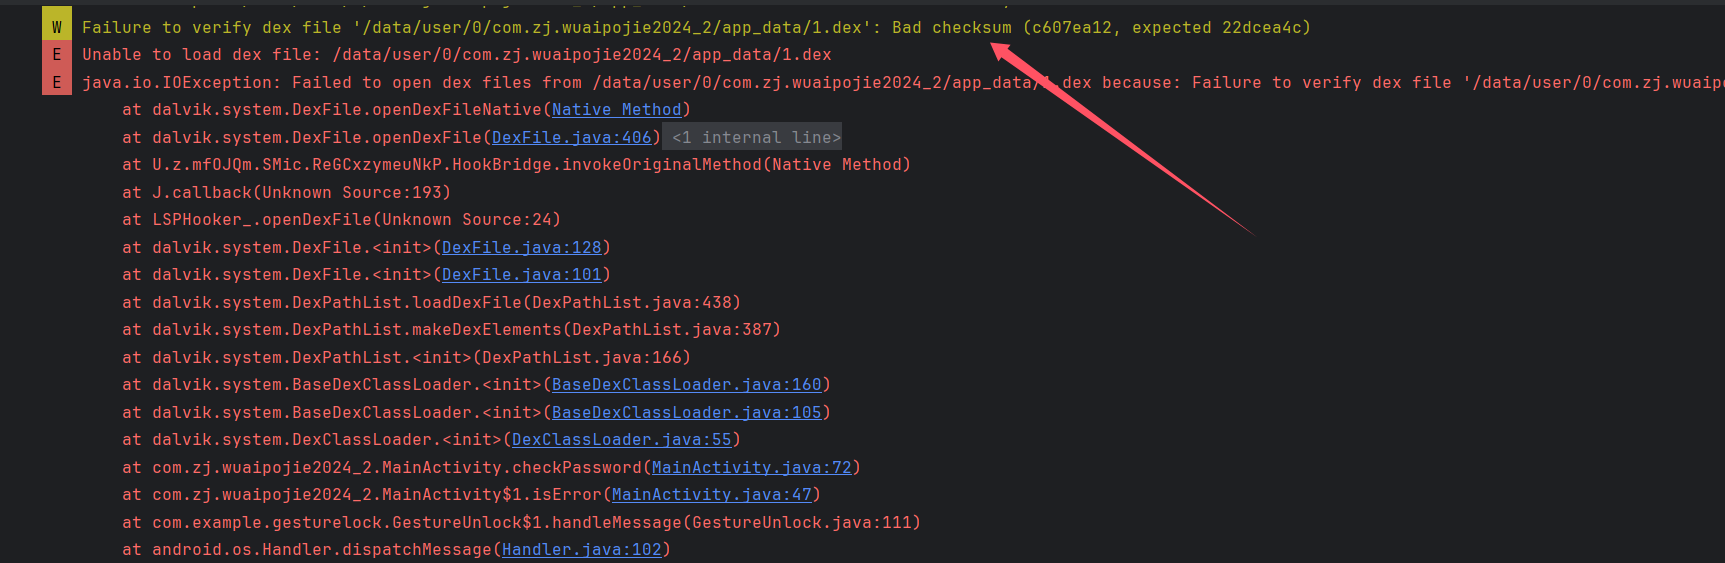 W Failure to verify dex file '/data/user/0/com.zj.wuaipojie2024_2/app_data/1.dex': Bad checksum (c607ea12, expected 22dcea4c)
E Unable to load dex file: /data/user/0/com.zj.wuaipojie2024_2/app_data/1.dex
E java.io.IOException: Failed to open dex files from /data/user/0/com.zj.wuaipojie2024_2/app_data/1.dex because: Failure to verify dex file '/data/user/0/com.zj.wuaipo
at dalvik.system.DexFile.openDexFileNative(Native Method)
at dalvik.system.DexFile.openDexFile(DexFile.java:406) <1 internal line>
at U.z.mfOJQm.SMic.ReGCxzymeuNkP.HookBridge.invokeOriginalMethod(Native Method)
at J.callback(Unknown Source:193)
at LSPHooker_.openDexFile(Unknown Source:24)
at dalvik.system.DexFile.<init>(DexFile.java:128)
at dalvik.system.DexFile.<init>(DexFile.java:101)
at dalvik.system.DexPathList.loadDexFile(DexPathList.java:438)
at dalvik.system.DexPathList.makeDexElements(DexPathList.java:387)
at dalvik.system.DexPathList.<init>(DexPathList.java:166)
at dalvik.system.BaseDexClassLoader.<init>(BaseDexClassLoader.java:160)
at dalvik.system.BaseDexClassLoader.<init>(BaseDexClassLoader.java:105)
at dalvik.system.DexClassLoader.<init>(DexClassLoader.java:55)
at com.zj.wuaipojie2024_2.MainActivity.checkPassword(MainActivity.java:72)
at com.zj.wuaipojie2024_2.MainActivity$1.isError(MainActivity.java:47)
at com.example.gesturelock.GestureUnlock$1.handleMessage(GestureUnlock.java:111)
at android.os.Handler.dispatchMessage(Handler.java:102)